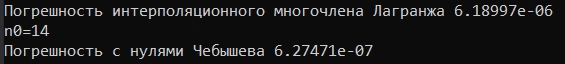 Погрешность интерполяционного многочлена Лагранжа 6.18997e-06
n0=14
Погрешность с нулями Чебышева 6.27471e-07